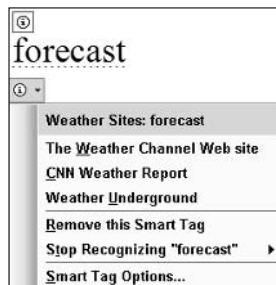 forecast
Weather Sites: forecast
The Weather Channel Web site
CNN Weather Report
Weather Underground
Remove this Smart Tag
Stop Recognizing "forecast"
Smart Tag Options...